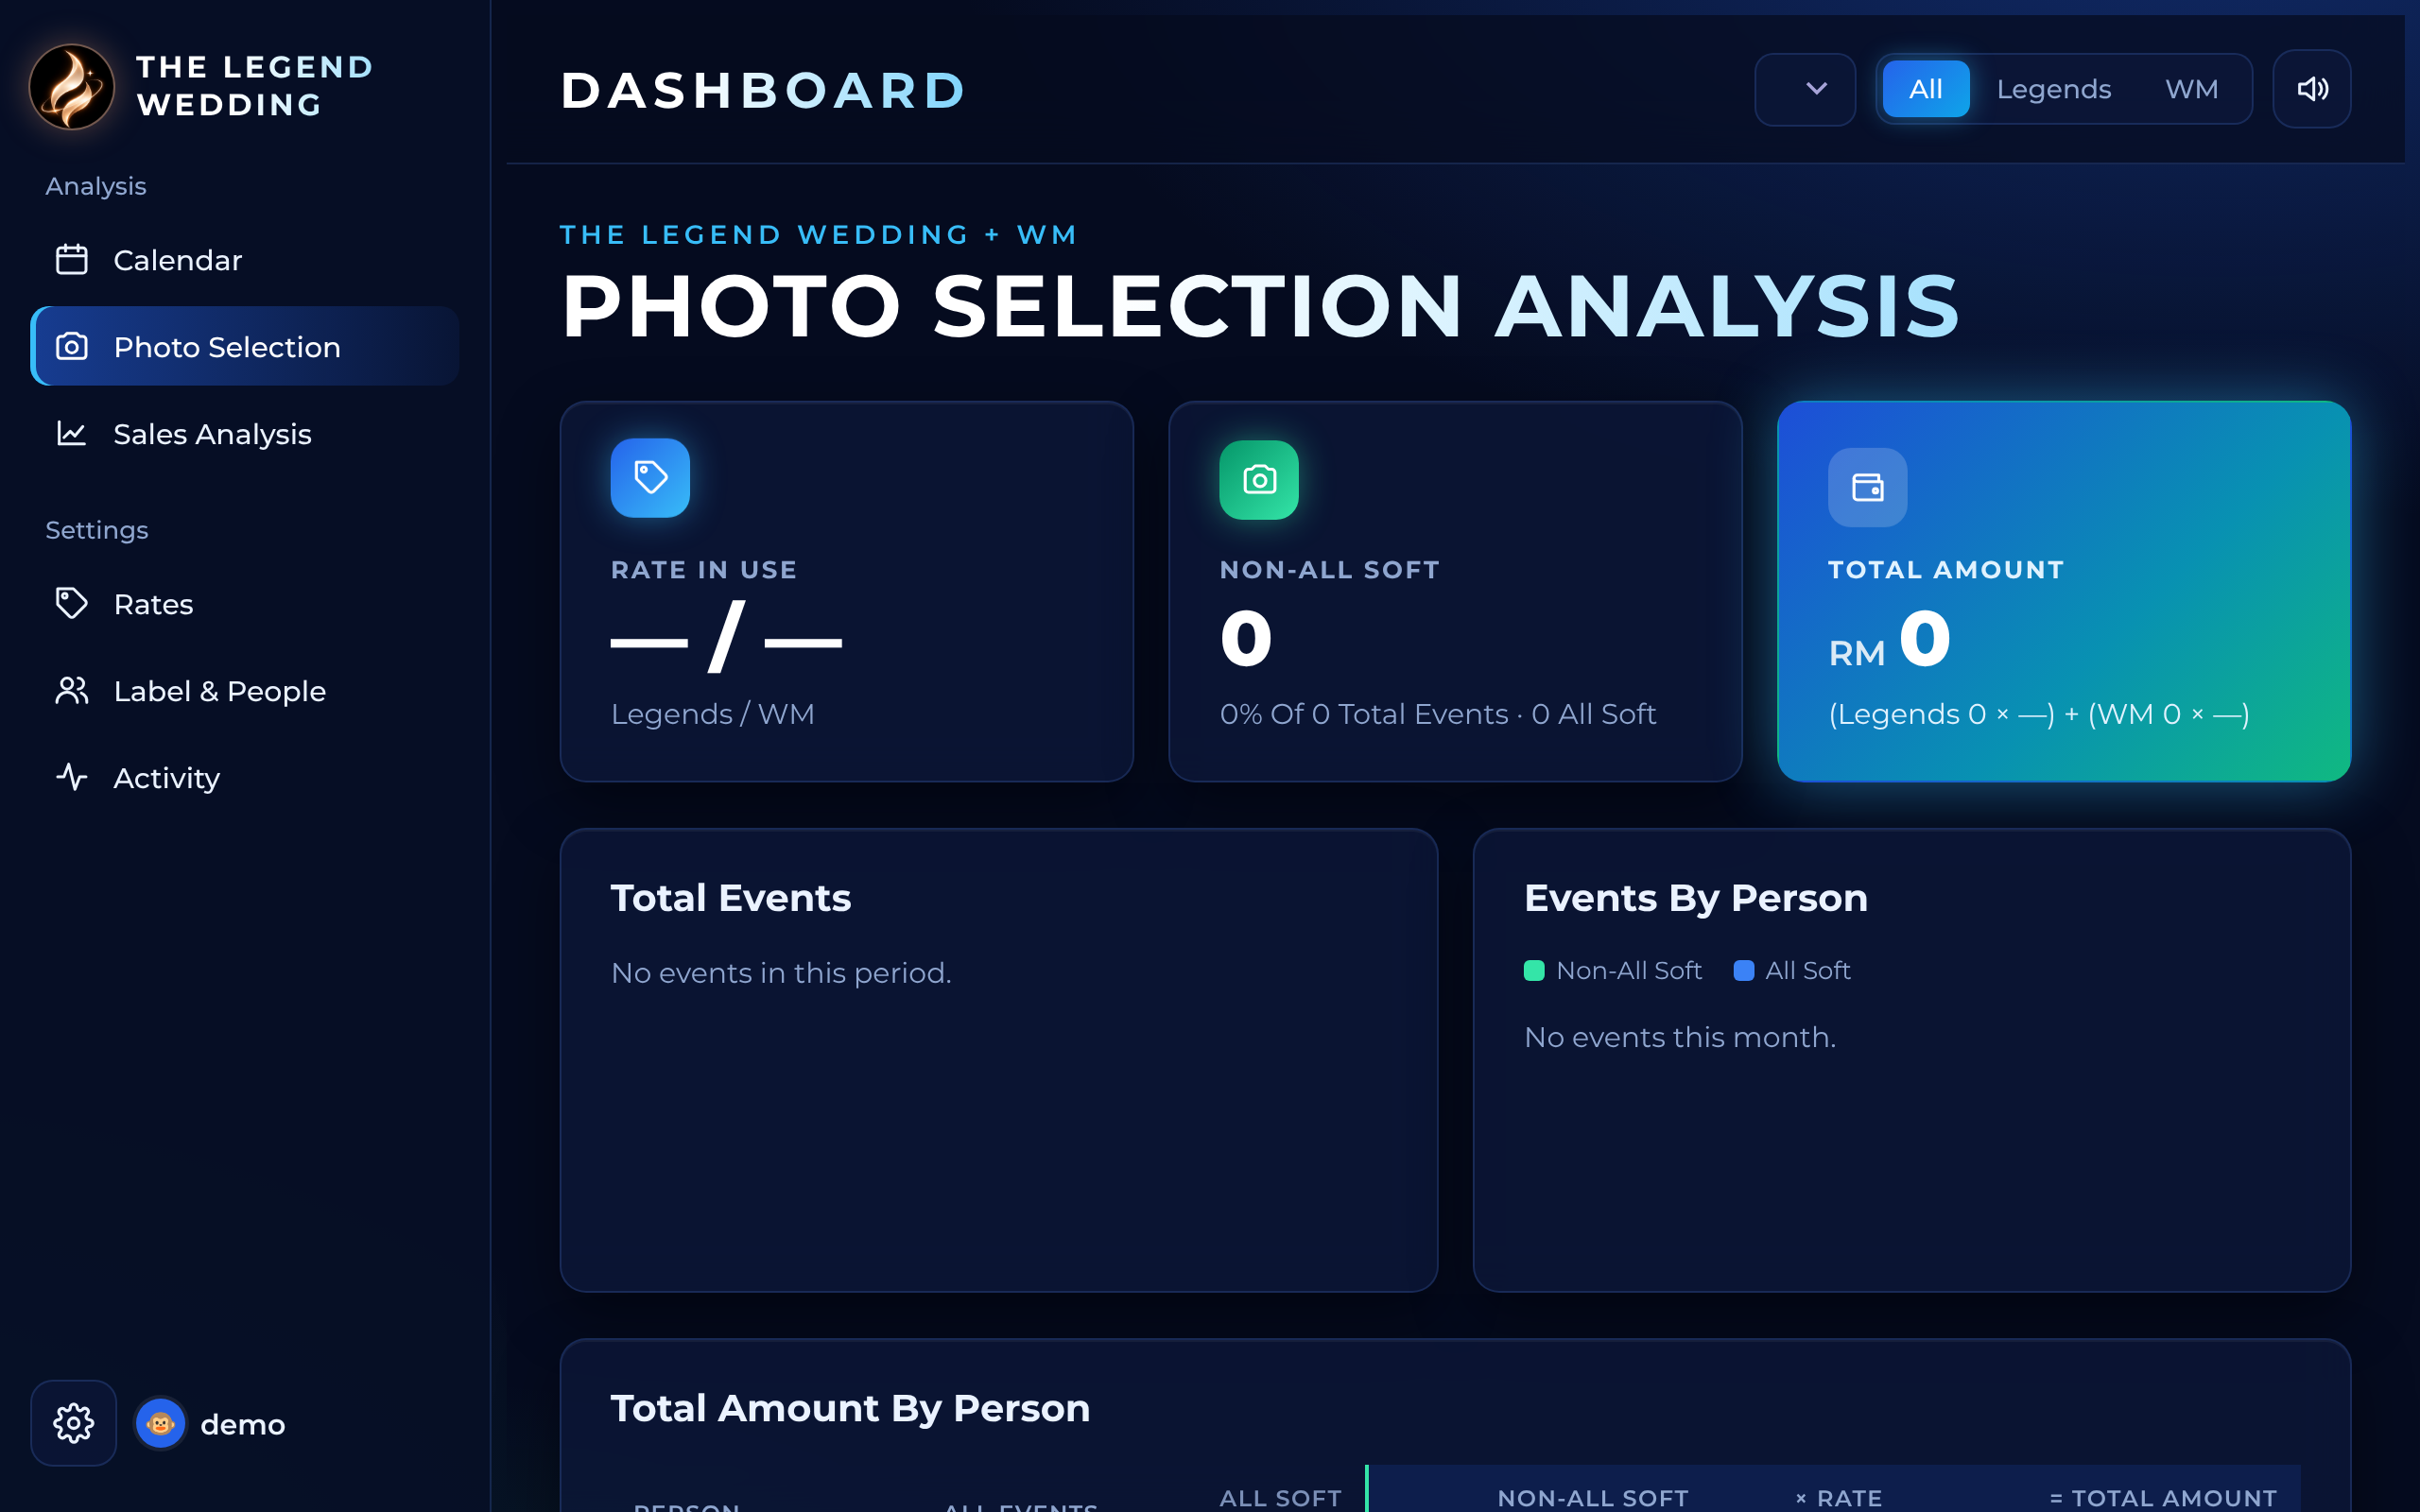 THE LEGEND
WEDDING
Analysis
Calendar
Photo Selection
Sales Analysis
Settings
Rates
Label & People
Activity
demo
DASHBOARD
All
Legends
WM
THE LEGEND WEDDING + WM
PHOTO SELECTION ANALYSIS
RATE IN USE
— / —
Legends / WM
NON-ALL SOFT
0
0% Of 0 Total Events · 0 All Soft
TOTAL AMOUNT
RM 0
(Legends 0 × —) + (WM 0 × —)
Total Events
No events in this period.
Events By Person
Non-All Soft
All Soft
No events this month.
Total Amount By Person
PERSON
ALL EVENTS
ALL SOFT
NON-ALL SOFT
× RATE
= TOTAL AMOUNT